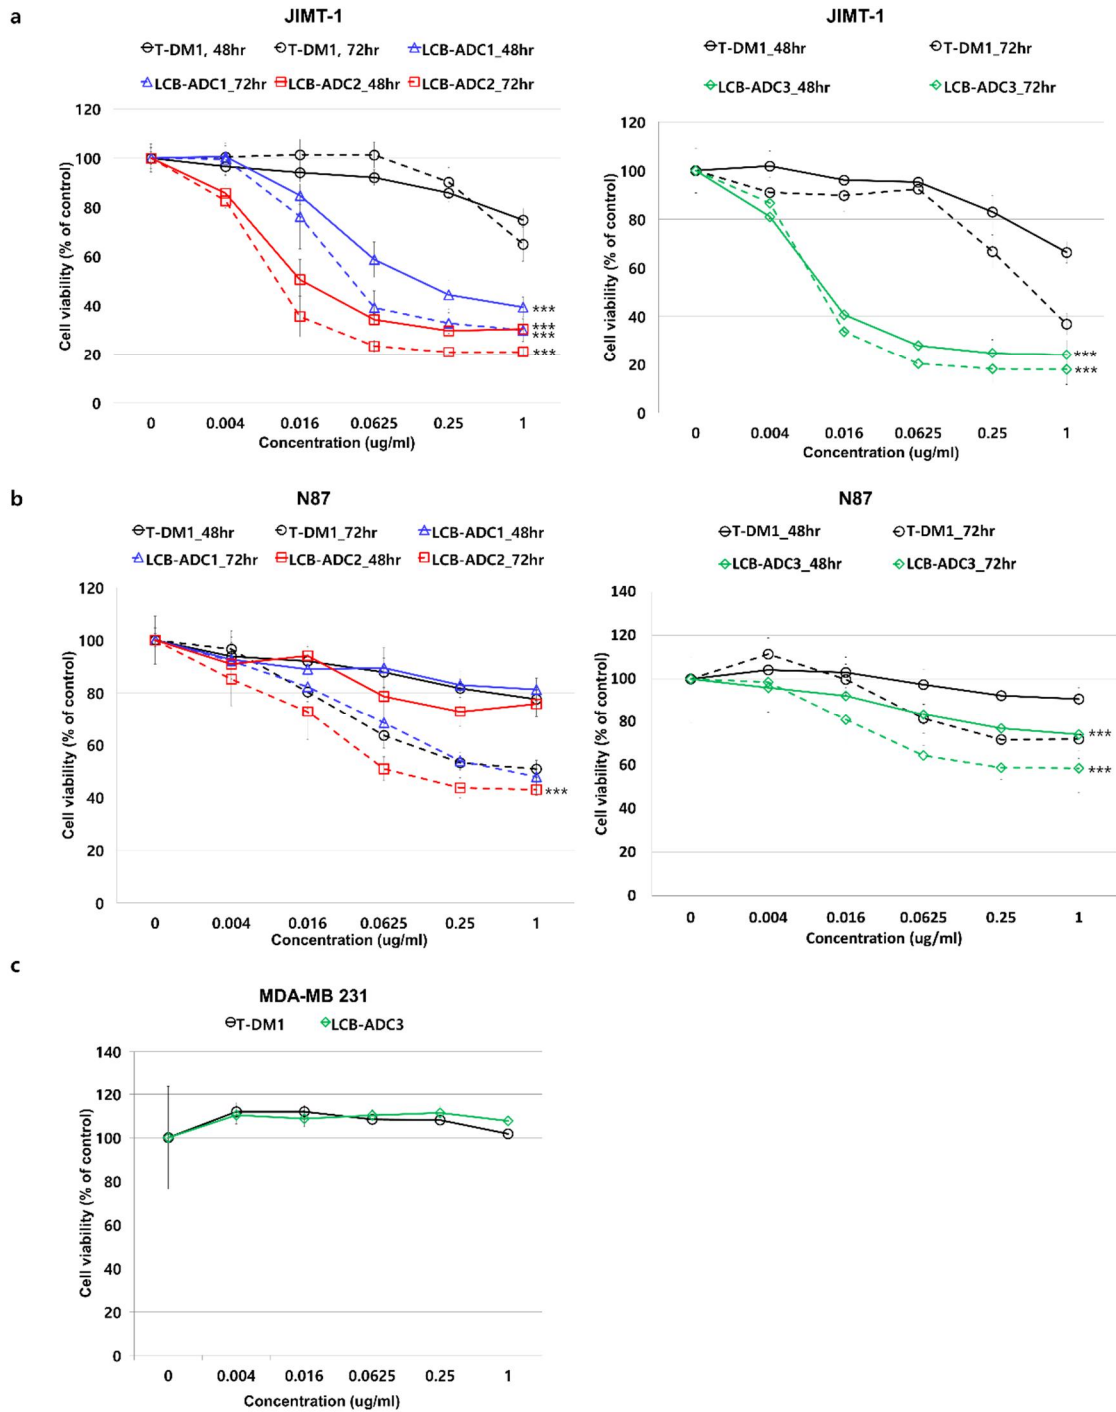 a
JIMT-1
T-DM1, 48hr T-DM1, 72hr LCB-ADC1_48hr
LCB-ADC1_72hr LCB-ADC2_48hr LCB-ADC2_72hr
Cell viability (% of control)
120
100
80
60
40
20
0
***
***
***
***
0 0.004 0.016 0.0625 0.25 1
Concentration (ug/ml)
JIMT-1
T-DM1_48hr T-DM1_72hr
LCB-ADC3_48hr LCB-ADC3_72hr
Cell viability (% of control)
120
100
80
60
40
20
0
***
***
0 0.004 0.016 0.0625 0.25 1
Concentration (ug/ml)
b
N87
T-DM1_48hr T-DM1_72hr LCB-ADC1_48hr
LCB-ADC1_72hr LCB-ADC2_48hr LCB-ADC2_72hr
Cell viability (% of control)
120
100
80
60
40
20
0
***
0 0.004 0.016 0.0625 0.25 1
Concentration (ug/ml)
N87
T-DM1_48hr T-DM1_72hr
LCB-ADC3_48hr LCB-ADC3_72hr
Cell viability (% of control)
140
120
100
80
60
40
20
0
***
***
0 0.004 0.016 0.0625 0.25 1
Concentration (ug/ml)
c
MDA-MB 231
T-DM1 LCB-ADC3
Cell viability (% of control)
140
120
100
80
60
40
20
0
0 0.004 0.016 0.0625 0.25 1
Concentration (ug/ml)